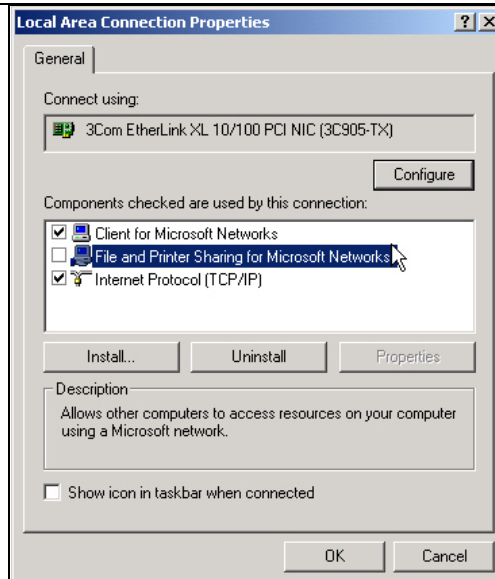 Local Area Connection Properties
General
Connect using:
3Com EtherLink XL 10/100 PCI NIC (3C905-TX)
Configure
Components checked are used by this connection:
Client for Microsoft Networks
File and Printer Sharing for Microsoft Networks
Internet Protocol (TCP/IP)
Install... Uninstall Properties
Description
Allows other computers to access resources on your computer
using a Microsoft network.
Show icon in taskbar when connected
OK Cancel